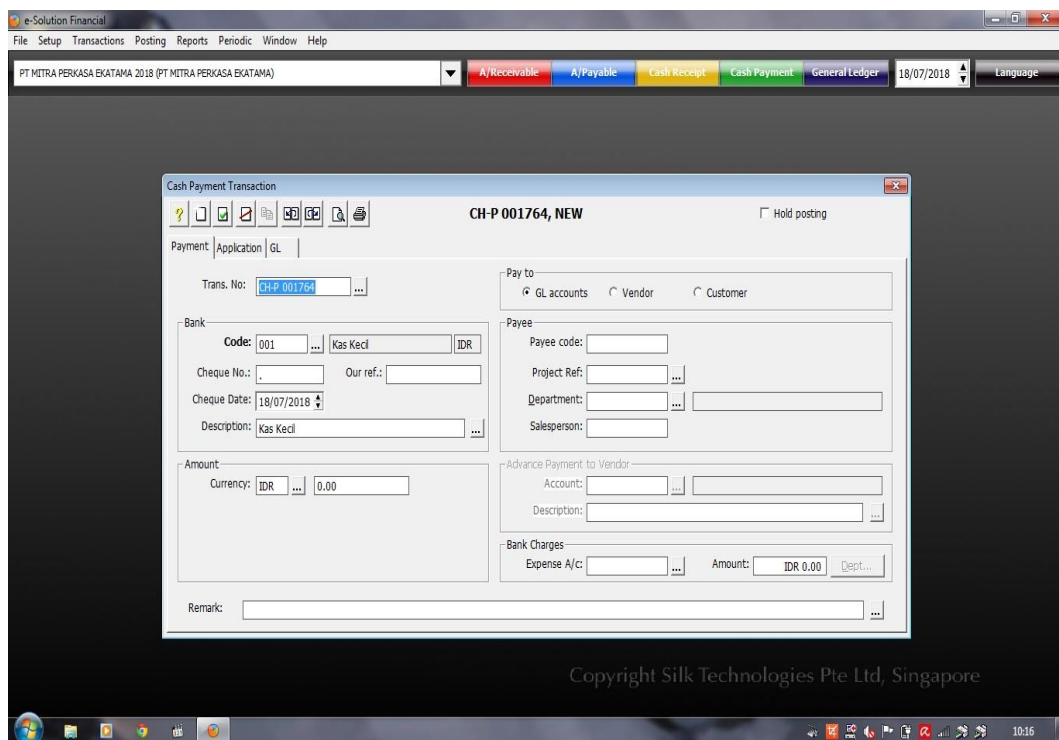 e-Solution Financial
File Setup Transactions Posting Reports Periodic Window Help
PT MITRA PERKASA EKATAMA 2018 (PT MITRA PERKASA EKATAMA) A/Receivable A/Payable Cash Receipt Cash Payment General Ledger 18/07/2018 Language
Cash Payment Transaction
CH-P 001764, NEW Hold posting
Payment Application GL
Trans. No: CH-P 001764 ...
Pay to
GL accounts Vendor Customer
Bank
Code: 001 ... Kas Kecil IDR
Cheque No.: . Our ref.:
Cheque Date: 18/07/2018
Description: Kas Kecil ...
Payee
Payee code:
Project Ref: ...
Department: ...
Salesperson:
Amount
Currency: IDR ... 0.00
Advance Payment to Vendor
Account: ...
Description: ...
Bank Charges
Expense A/c: ... Amount: IDR 0.00 Dept...
Remark: ...
Copyright Silk Technologies Pte Ltd, Singapore
10:16